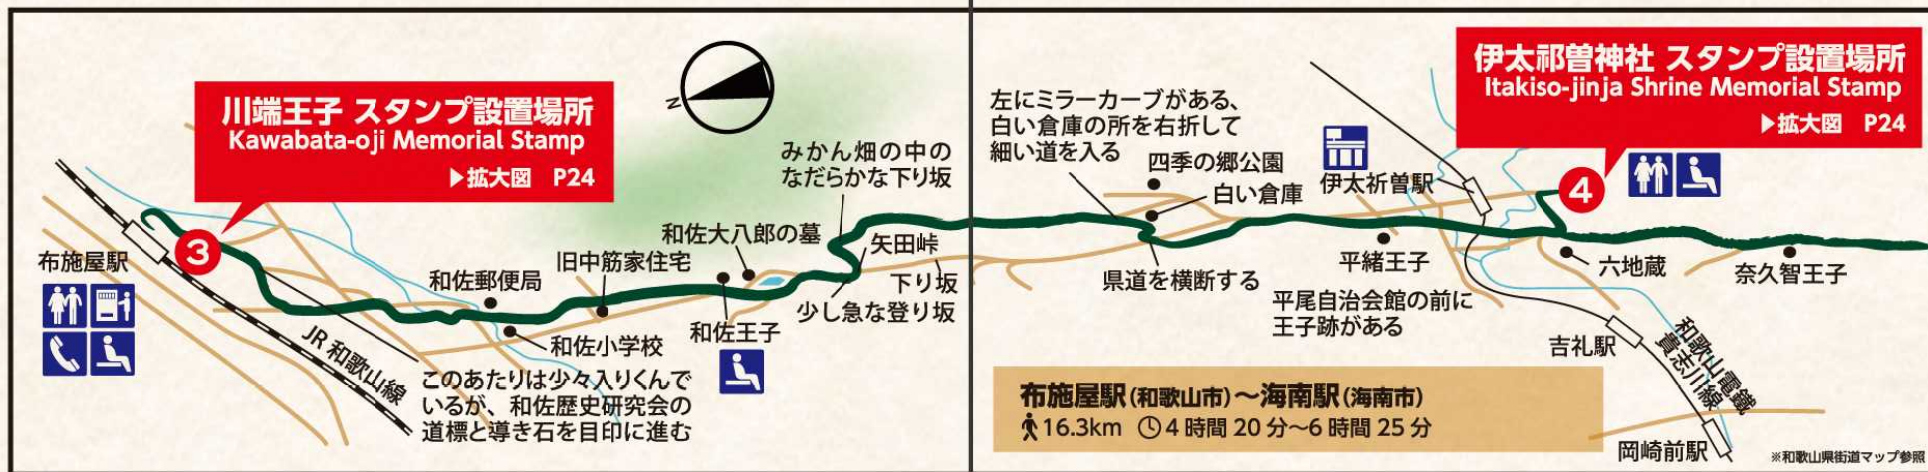 川端王子 スタンプ設置場所
Kawabata-oji Memorial Stamp
▶拡大図 P24
N
布施屋駅
3
JR和歌山線
このあたりは少々入りくんで
いるが、和佐歴史研究会の
道標と導き石を目印に進む
和佐郵便局
和佐小学校
旧中筋家住宅
和佐大八郎の墓
和佐王子
みかん畑の中の
なだらかな下り坂
矢田峠
下り坂
少し急な登り坂
左にミラーカーブがある、
白い倉庫の所を右折して
細い道を入る
四季の郷公園
白い倉庫
県道を横断する
伊太祈曽駅
平緒王子
平尾自治会館の前に
王子跡がある
伊太祁曽神社 スタンプ設置場所
Itakiso-jinja Shrine Memorial Stamp
▶拡大図 P24
4
六地蔵
奈久智王子
吉礼駅
和歌山電鐵
貴志川線
岡崎前駅
布施屋駅(和歌山市)〜海南駅(海南市)
16.3km 4時間20分〜6時間25分
※和歌山県街道マップ参照